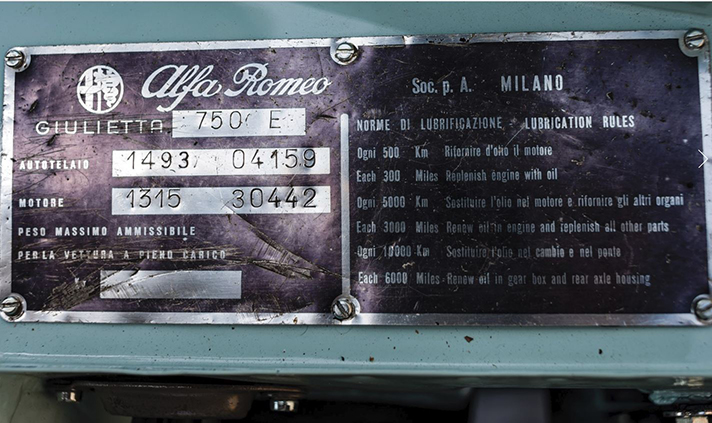 Alfa Romeo
GIULIETTA 750 E
AUTOTELAIO 1493 04159
MOTORE 1315 30442
PESO MASSIMO AMMISSIBILE
PER LA VETTURA A PIENO CARICO
Kg
Soc. p. A. MILANO
NORME DI LUBRIFICAZIONE - LUBRICATION RULES
Ogni 500 Km Rifornire d'olio il motore
Each 300 Miles Replenish engine with oil
Ogni 5000 Km Sostituire l'olio nel motore e rifornire gli altri organi
Each 3000 Miles Renew oil in engine and replenish all other parts
Ogni 10000 Km Sostituire l'olio nel cambio e nel ponte
Each 6000 Miles Renew oil in gear box and rear axle housing